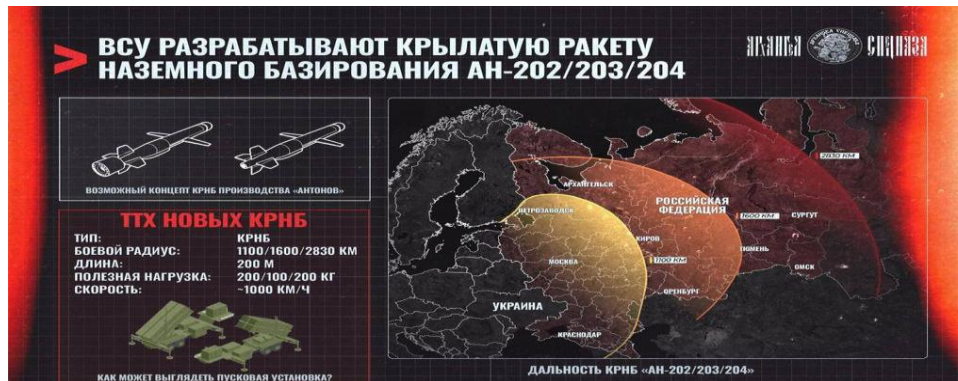 ВСУ РАЗРАБАТЫВАЮТ КРЫЛАТУЮ РАКЕТУ
НАЗЕМНОГО БАЗИРОВАНИЯ АН-202/203/204
АРХАНГЕЛ СПЕЦНАЗА
ВОЗМОЖНЫЙ КОНЦЕПТ КРНБ ПРОИЗВОДСТВА «АНТОНОВ»
ТТХ НОВЫХ КРНБ
ТИП: КРНБ
БОЕВОЙ РАДИУС: 1100/1600/2830 КМ
ДЛИНА: 200 М
ПОЛЕЗНАЯ НАГРУЗКА: 200/100/200 КГ
СКОРОСТЬ: ~1000 КМ/Ч
КАК МОЖЕТ ВЫГЛЯДЕТЬ ПУСКОВАЯ УСТАНОВКА?
2830 КМ
АРХАНГЕЛЬСК
РОССИЙСКАЯ
ФЕДЕРАЦИЯ
ПЕТРОЗАВОДСК
1600 КМ
СУРГУТ
КИРОВ
ТЮМЕНЬ
МОСКВА
1100 КМ
ОМСК
ОРЕНБУРГ
УКРАИНА
КРАСНОДАР
ДАЛЬНОСТЬ КРНБ «АН-202/203/204»